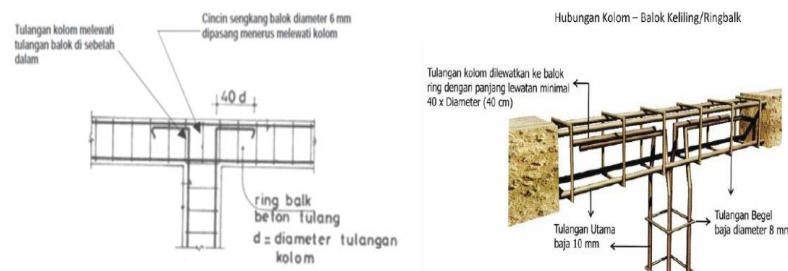 Tulangan kolom melewati
tulangan balok di sebelah
dalam
Cincin sengkang balok diameter 6 mm
dipasang menerus melewati kolom
40 d
ring balk
beton tulang
d = diameter tulangan
kolom
Hubungan Kolom – Balok Keliling/Ringbalk
Tulangan kolom dilewatkan ke balok
ring dengan panjang lewatan minimal
40 x Diameter (40 cm)
Tulangan Utama
baja 10 mm
Tulangan Begel
baja diameter 8 mm